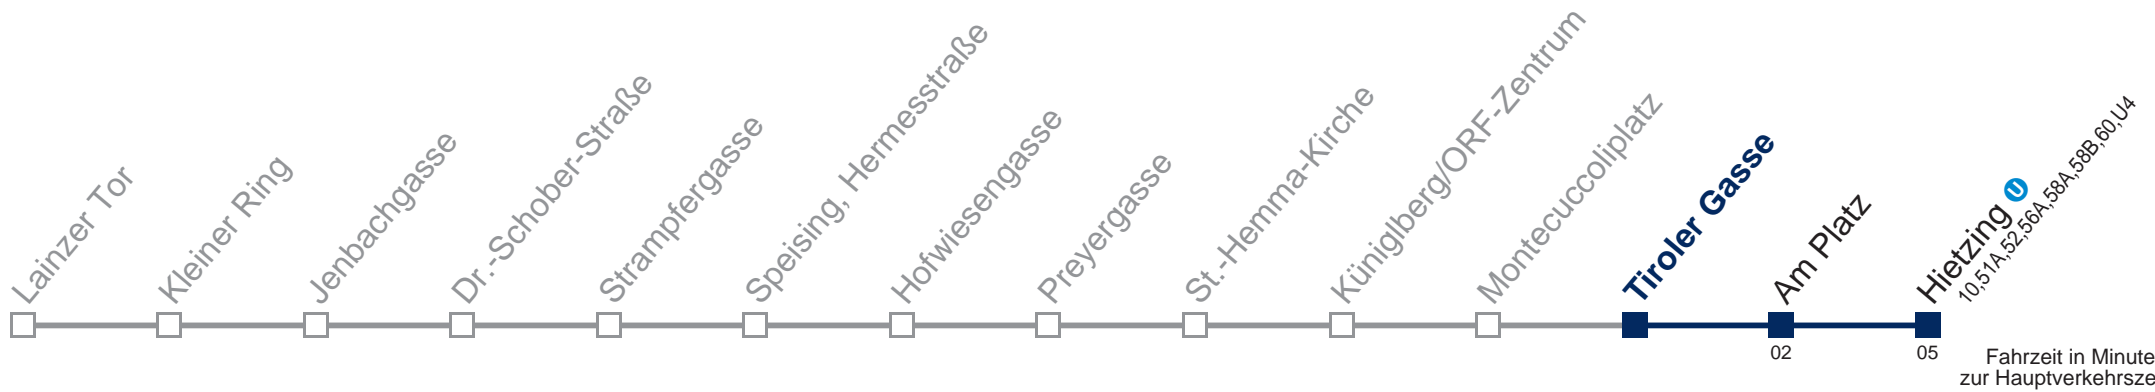 Lainzer Tor
Kleiner Ring
Jenbachgasse
Dr.-Schober-Straße
Strampfergasse
Speising, Hermesstraße
Hofwiesengasse
Preyergasse
St.-Hemma-Kirche
Küniglberg/ORF-Zentrum
Montecuccoliplatz
Tiroler Gasse
Am Platz
Hietzing U
10,51A,52,56A,58A,58B,60,U4
02
05
Fahrzeit in Minute
zur Hauptverkehrsze